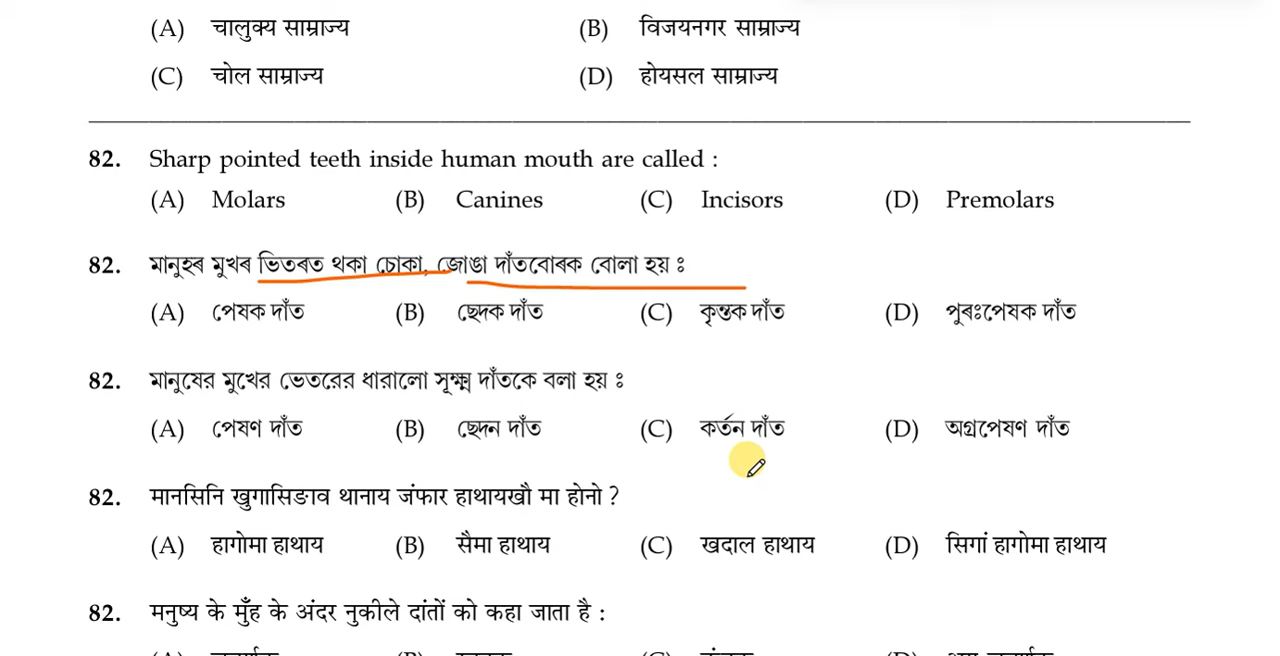 (A) चालुक्य साम्राज्य (B) विजयनगर साम्राज्य
(C) चोल साम्राज्य (D) होयसल साम्राज्य
82. Sharp pointed teeth inside human mouth are called :
(A) Molars (B) Canines (C) Incisors (D) Premolars
82. মানুহৰ মুখৰ ভিতৰত থকা চোকা, জোঙা দাঁতবোৰক বোলা হয় ঃ
(A) পেষক দাঁত (B) ছেদক দাঁত (C) কৃন্তক দাঁত (D) পুৰঃপেষক দাঁত
82. মানুষের মুখের ভেতরের ধারালো সূক্ষ্ম দাঁতকে বলা হয় ঃ
(A) পেষণ দাঁত (B) ছেদন দাঁত (C) কর্তন দাঁত (D) অগ্রপেষণ দাঁত
82. मानसिनि खुगासिङाव थानाय जंफार हाथायखौ मा होनो ?
(A) हागोमा हाथाय (B) सैमा हाथाय (C) खदाल हाथाय (D) सिगां हागोमा हाथाय
82. मनुष्य के मुँह के अंदर नुकीले दांतों को कहा जाता है :